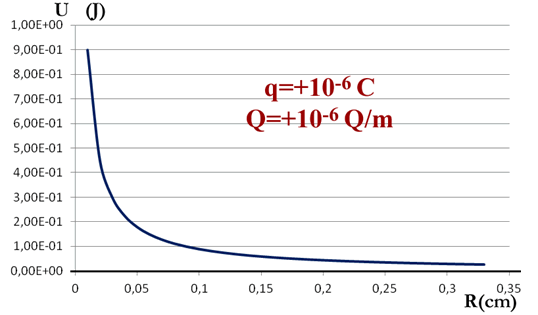 U (J)
1,00E+00
9,00E-01
8,00E-01
7,00E-01
6,00E-01
5,00E-01
4,00E-01
3,00E-01
2,00E-01
1,00E-01
0,00E+00
q=+10⁻⁶ C
Q=+10⁻⁶ Q/m
0 0,05 0,1 0,15 0,2 0,25 0,3 0,35
R(cm)